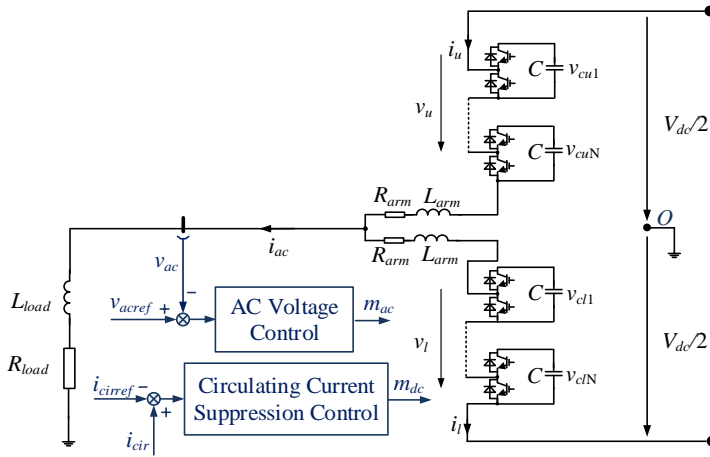 i_u
C
v_cu1
v_u
V_dc/2
C
v_cuN
R_arm
L_arm
O
i_ac
R_arm
L_arm
v_ac
L_load
C
v_cl1
v_acref
+
−
AC Voltage
Control
m_ac
v_l
V_dc/2
R_load
i_cirref
−
+
Circulating Current
Suppression Control
m_dc
C
v_clN
i_cir
i_l